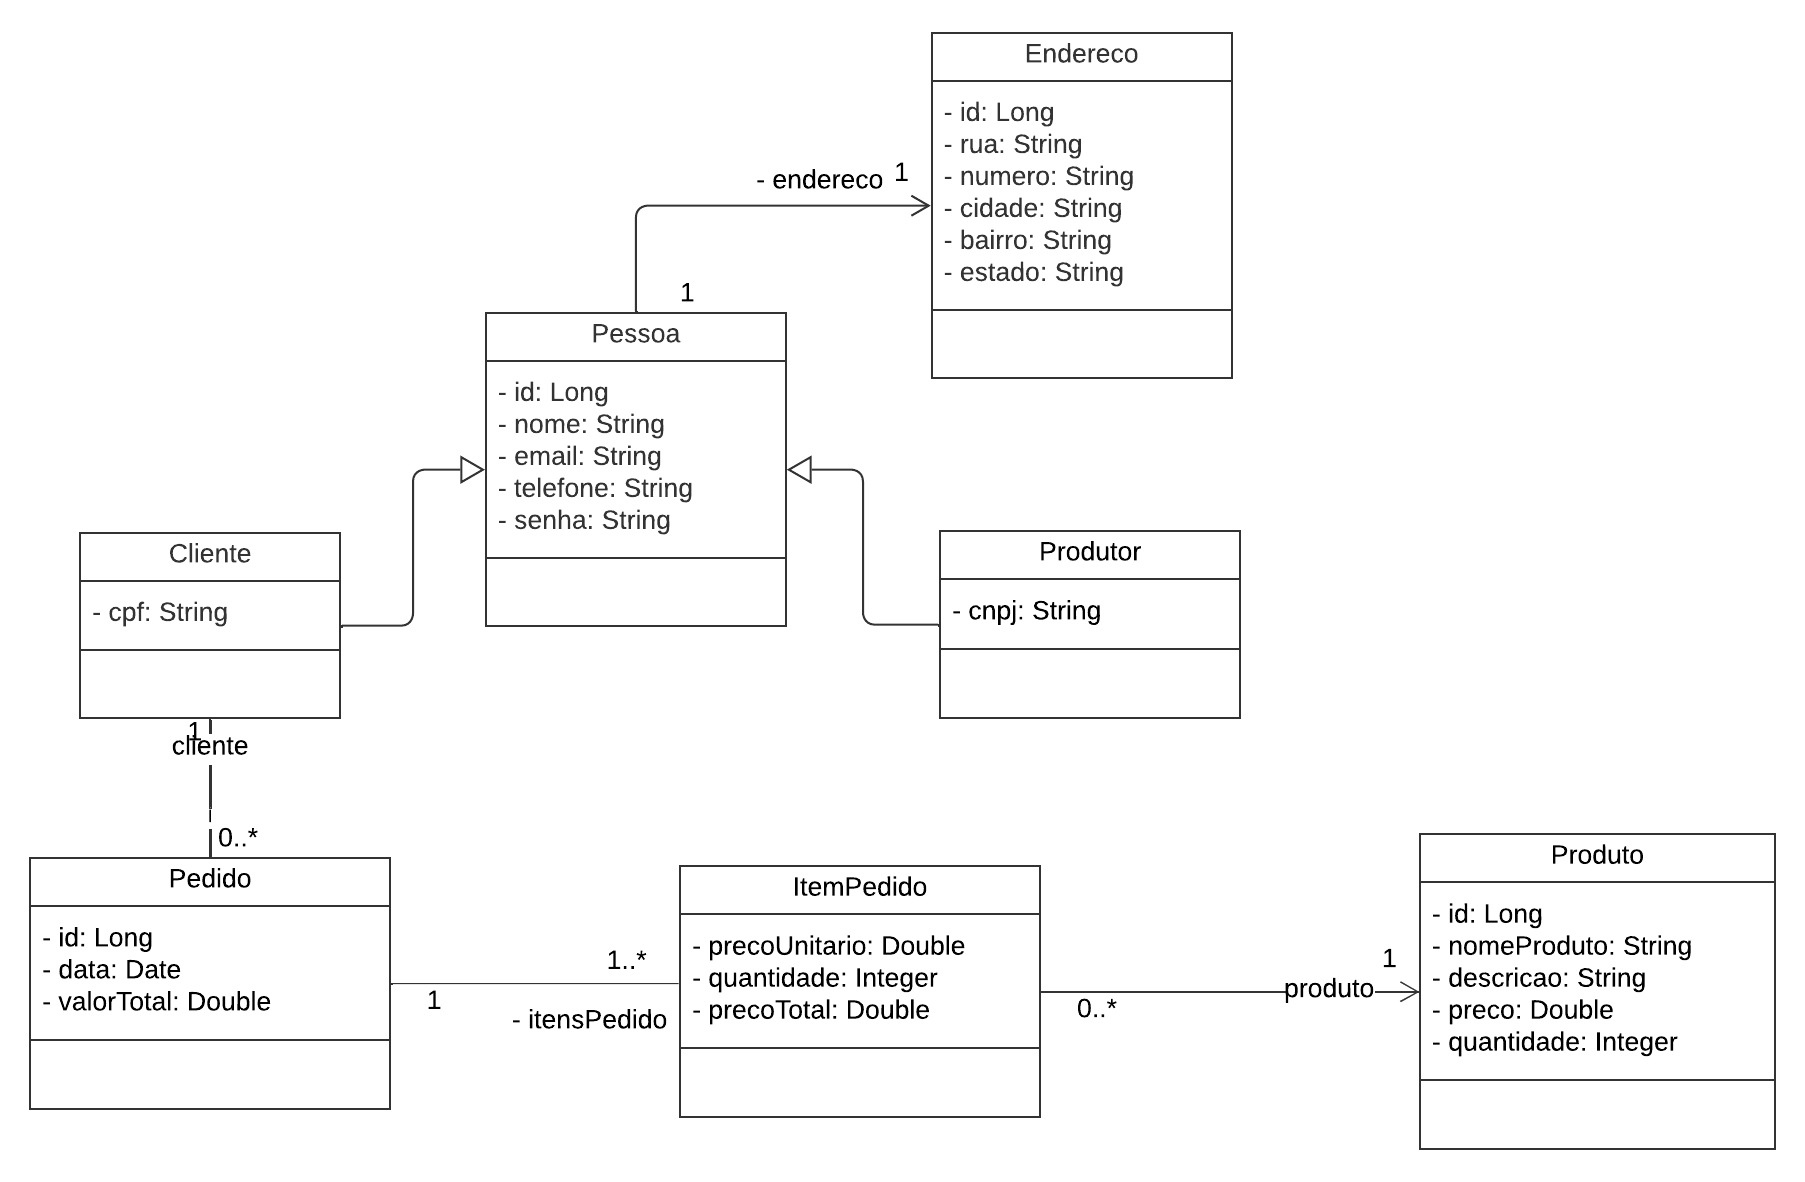 Endereco
- id: Long
- rua: String
- numero: String
- cidade: String
- bairro: String
- estado: String
- endereco
1
1
Pessoa
- id: Long
- nome: String
- email: String
- telefone: String
- senha: String
Cliente
- cpf: String
Produtor
- cnpj: String
1
cliente
0..*
Pedido
- id: Long
- data: Date
- valorTotal: Double
1
1..*
- itensPedido
ItemPedido
- precoUnitario: Double
- quantidade: Integer
- precoTotal: Double
0..*
produto
1
Produto
- id: Long
- nomeProduto: String
- descricao: String
- preco: Double
- quantidade: Integer